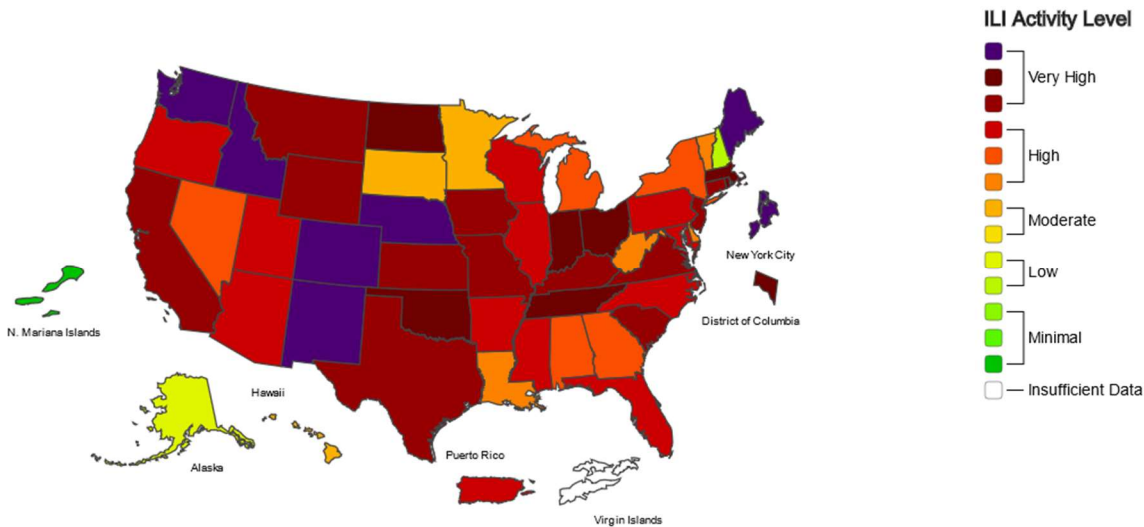 ILI Activity Level
Very High
High
Moderate
Low
Minimal
Insufficient Data
New York City
District of Columbia
N. Mariana Islands
Hawaii
Alaska
Puerto Rico
Virgin Islands